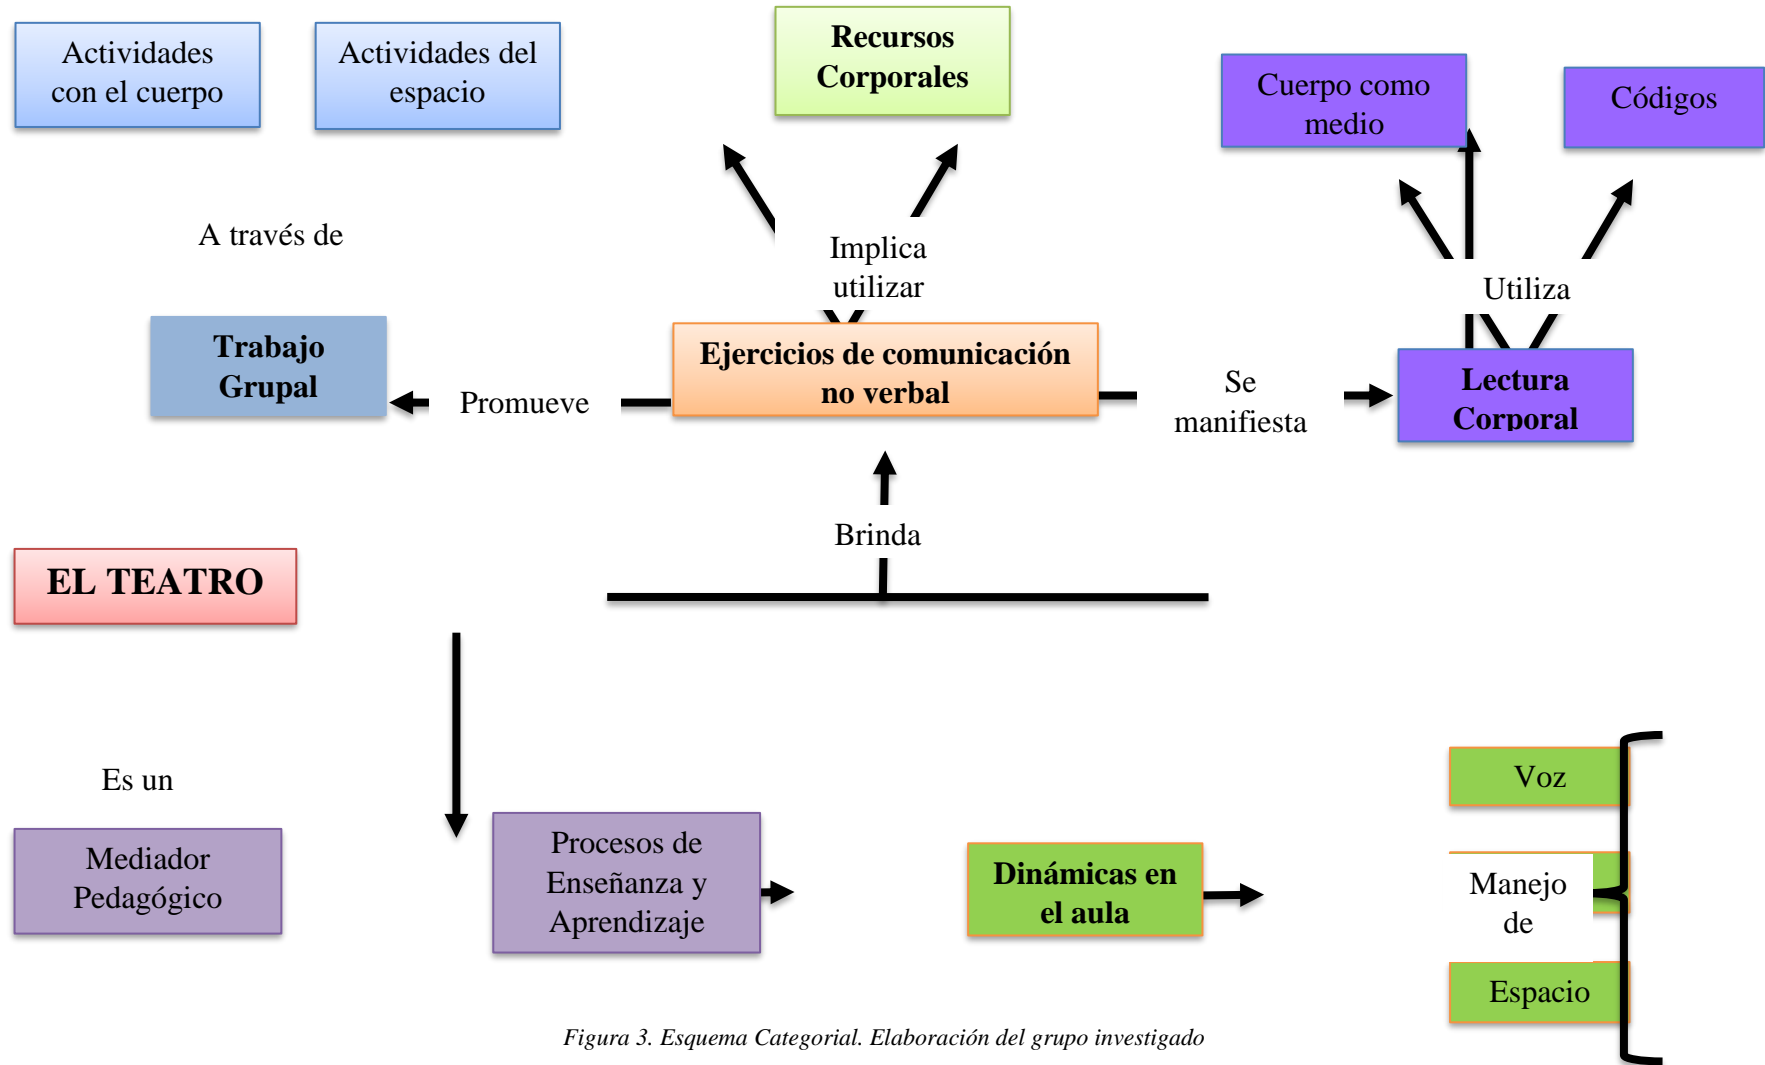 Actividades
con el cuerpo
Actividades del
espacio
Recursos
Corporales
Cuerpo como
medio
Códigos
A través de
Implica
utilizar
Utiliza
Trabajo
Grupal
Promueve
Ejercicios de comunicación
no verbal
Se
manifiesta
Lectura
Corporal
Brinda
EL TEATRO
Es un
Mediador
Pedagógico
Procesos de
Enseñanza y
Aprendizaje
Dinámicas en
el aula
Manejo
de
Voz
Espacio
Figura 3. Esquema Categorial. Elaboración del grupo investigado